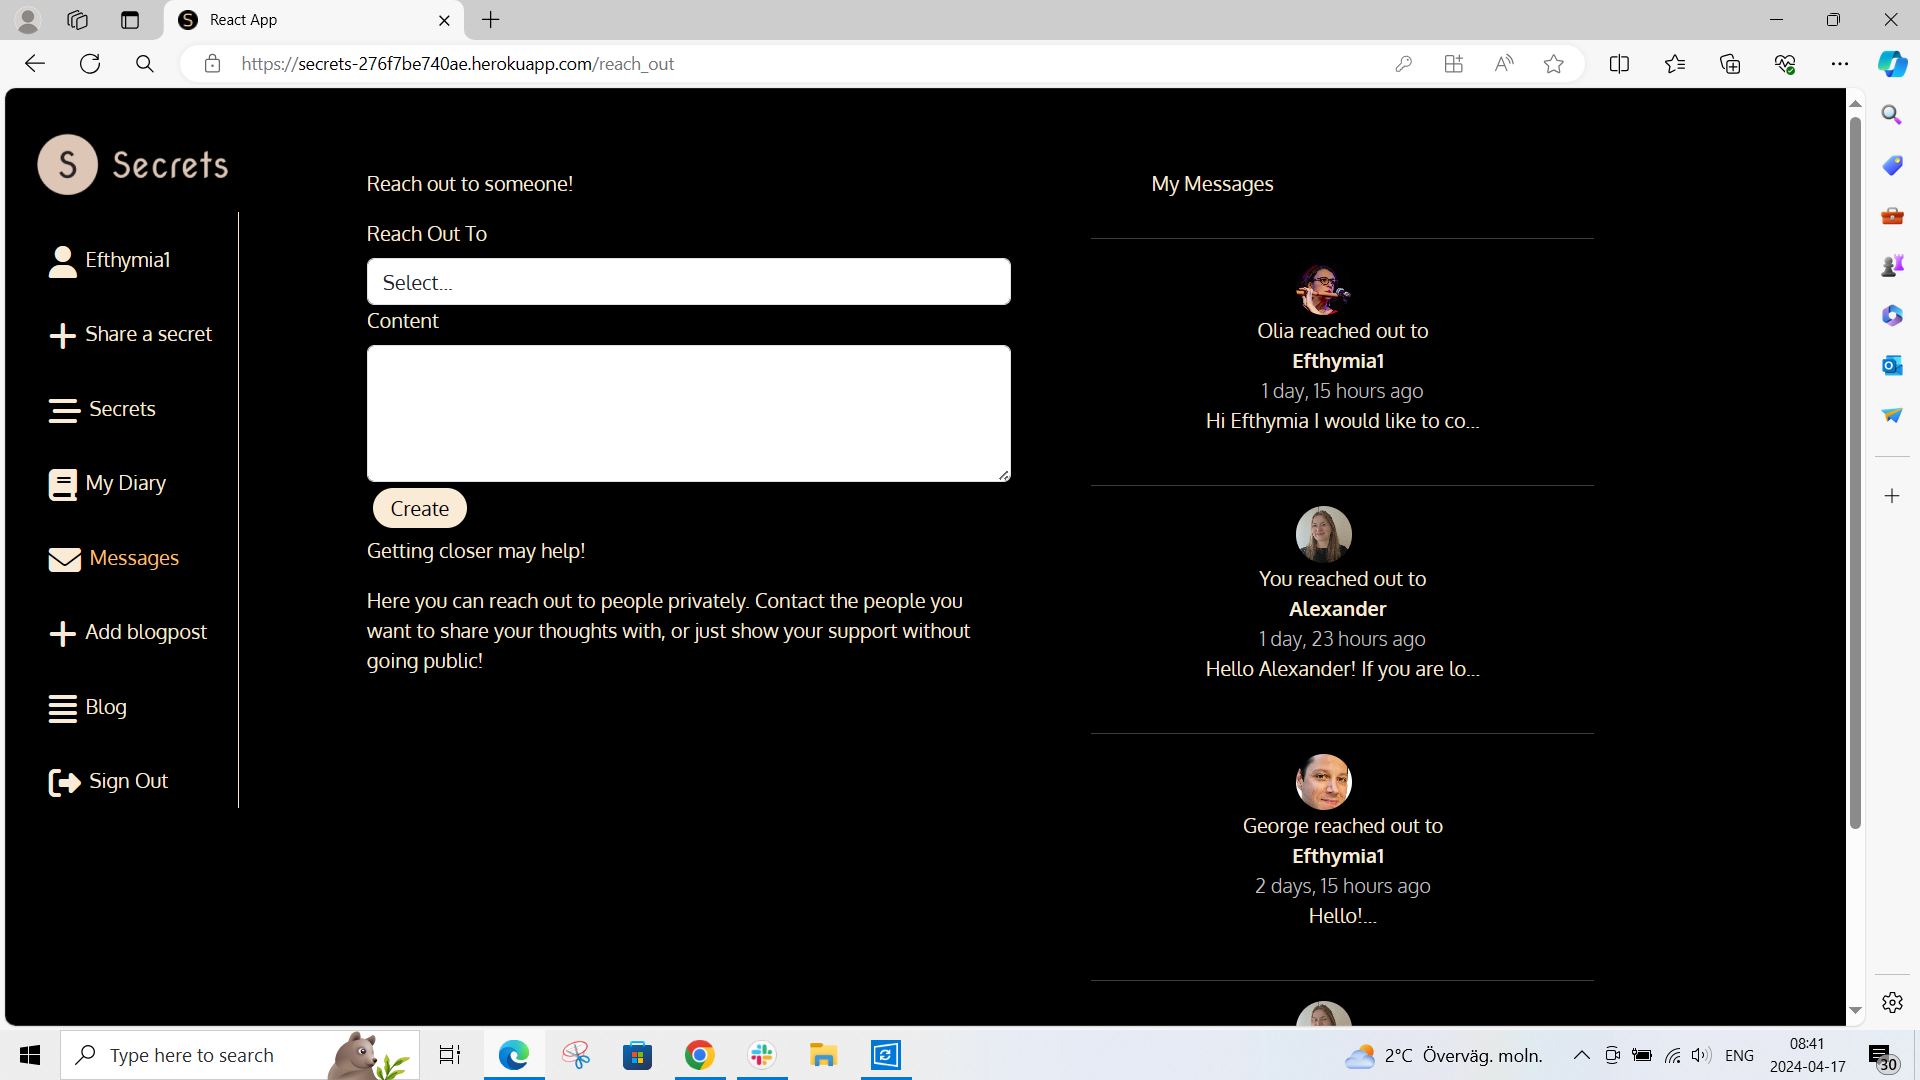 React App
https://secrets-276f7be740ae.herokuapp.com/reach_out
S Secrets
Efthymia1
Share a secret
Secrets
My Diary
Messages
Add blogpost
Blog
Sign Out
Reach out to someone!
Reach Out To
Select...
Content
Create
Getting closer may help!
Here you can reach out to people privately. Contact the people you
want to share your thoughts with, or just show your support without
going public!
My Messages
Olia reached out to
Efthymia1
1 day, 15 hours ago
Hi Efthymia I would like to co...
You reached out to
Alexander
1 day, 23 hours ago
Hello Alexander! If you are lo...
George reached out to
Efthymia1
2 days, 15 hours ago
Hello!...
Type here to search
2°C Överväg. moln.
ENG
08:41
2024-04-17
30